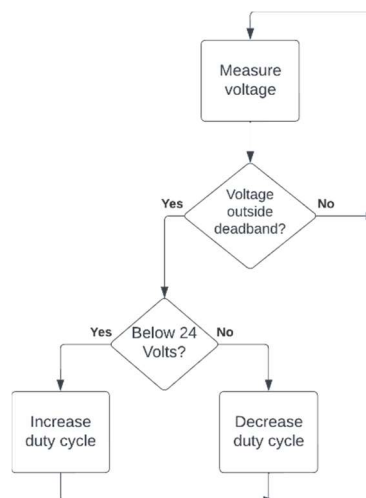 Measure
voltage
Voltage
outside
deadband?
Yes
No
Below 24
Volts?
Yes
No
Increase
duty cycle
Decrease
duty cycle